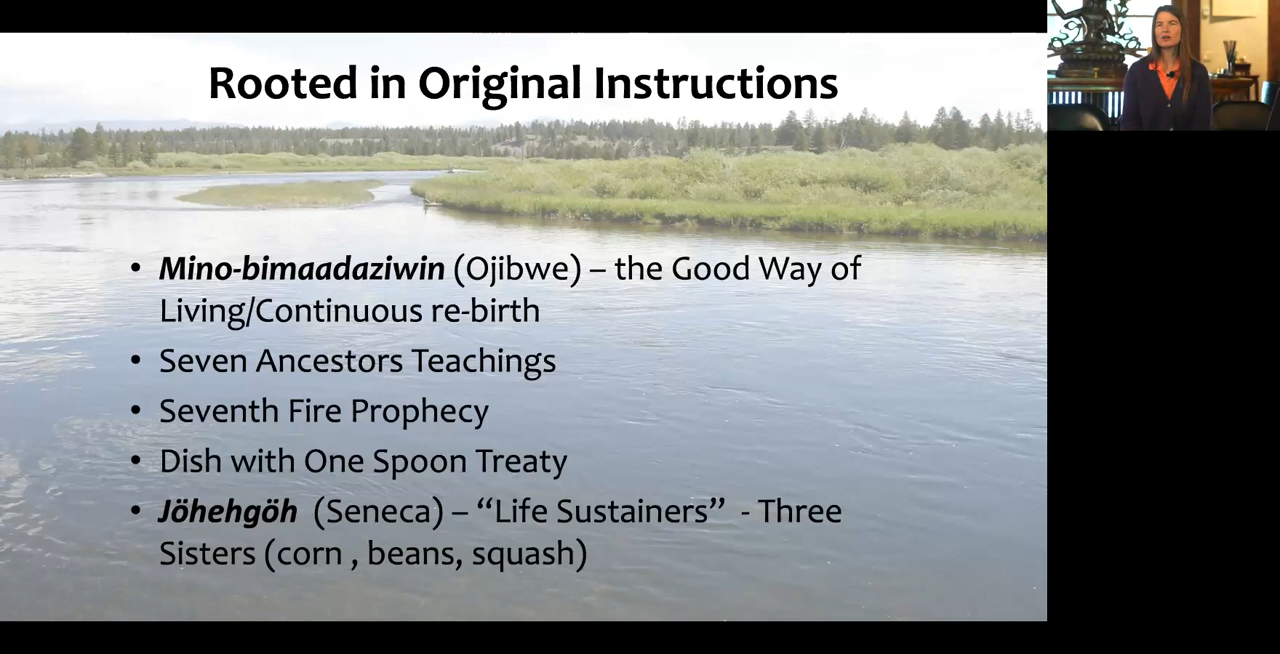 Rooted in Original Instructions
• Mino-bimaadaziwin (Ojibwe) – the Good Way of
Living/Continuous re-birth
• Seven Ancestors Teachings
• Seventh Fire Prophecy
• Dish with One Spoon Treaty
• Jöhehgöh (Seneca) – “Life Sustainers” - Three
Sisters (corn , beans, squash)